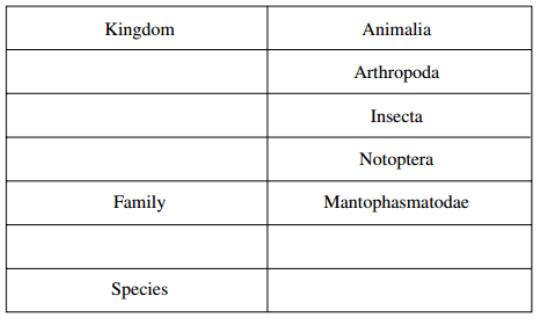 Kingdom Animalia
Arthropoda
Insecta
Notoptera
Family Mantophasmatodae
Species